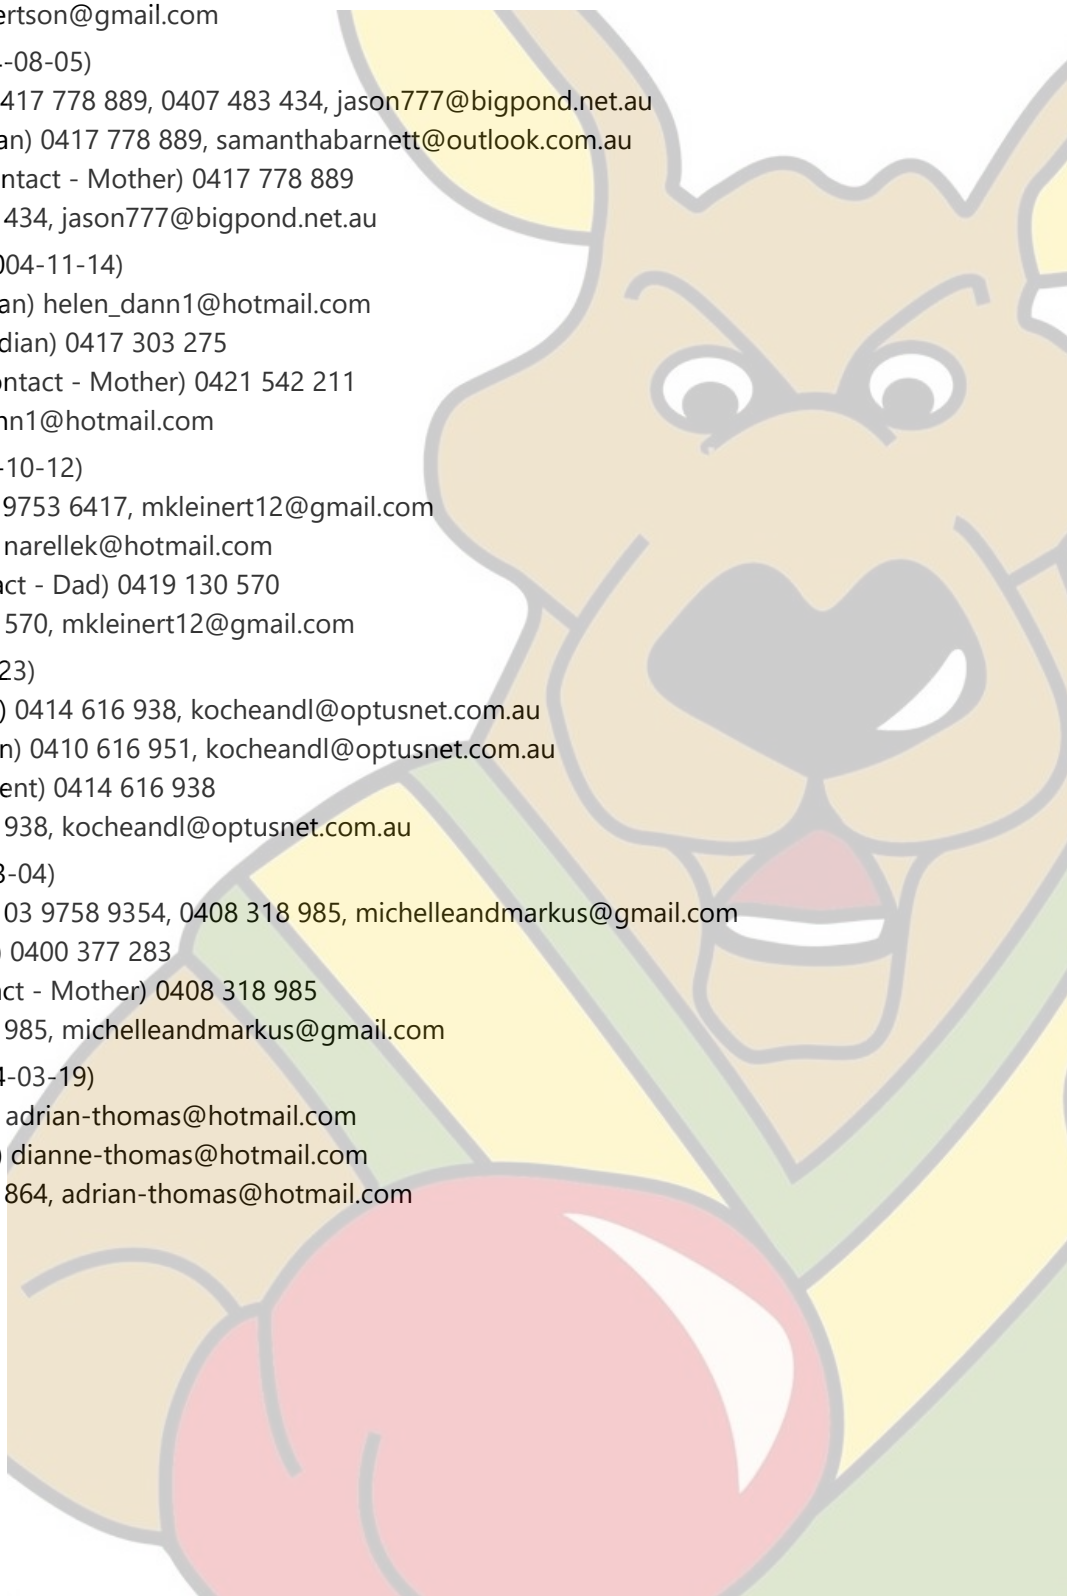 ertson@gmail.com
-08-05)
417 778 889, 0407 483 434, jason777@bigpond.net.au
an) 0417 778 889, samanthabarnett@outlook.com.au
ntact - Mother) 0417 778 889
434, jason777@bigpond.net.au
004-11-14)
an) helen_dann1@hotmail.com
dian) 0417 303 275
ontact - Mother) 0421 542 211
nn1@hotmail.com
-10-12)
9753 6417, mkleinert12@gmail.com
narellek@hotmail.com
act - Dad) 0419 130 570
570, mkleinert12@gmail.com
23)
) 0414 616 938, kocheandl@optusnet.com.au
n) 0410 616 951, kocheandl@optusnet.com.au
ent) 0414 616 938
938, kocheandl@optusnet.com.au
3-04)
03 9758 9354, 0408 318 985, michelleandmarkus@gmail.com
) 0400 377 283
act - Mother) 0408 318 985
985, michelleandmarkus@gmail.com
4-03-19)
adrian-thomas@hotmail.com
) dianne-thomas@hotmail.com
864, adrian-thomas@hotmail.com